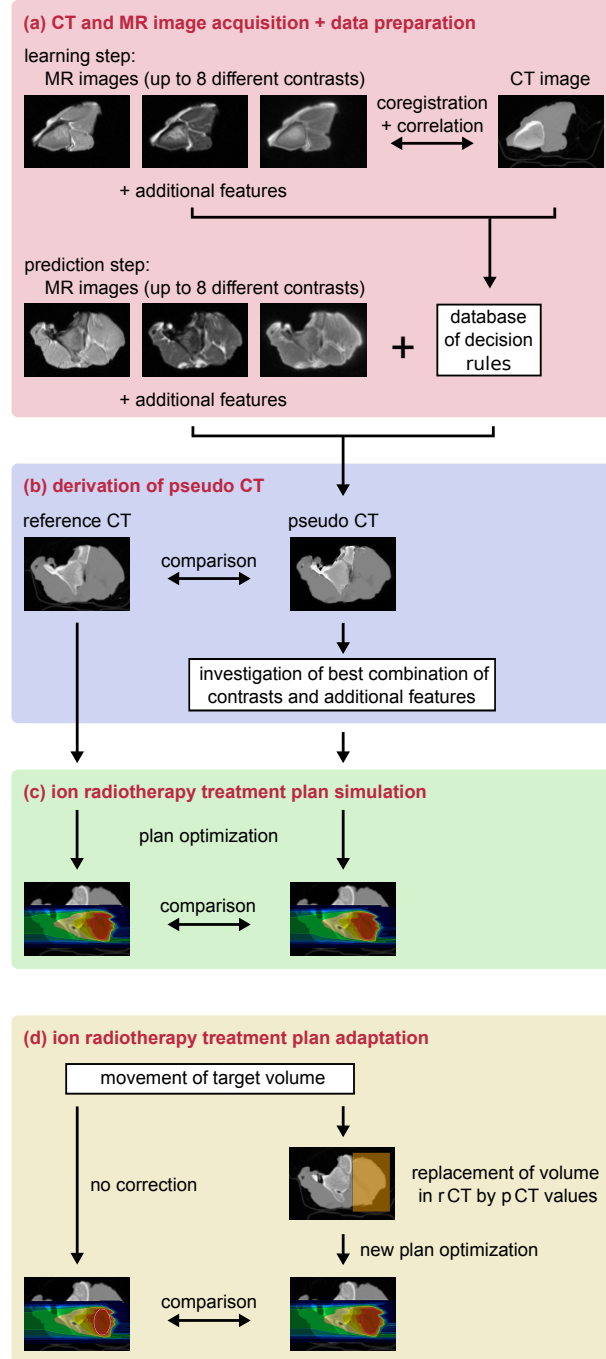 (a) CT and MR image acquisition + data preparation
learning step:
MR images (up to 8 different contrasts)
CT image
coregistration
+ correlation
+ additional features
prediction step:
MR images (up to 8 different contrasts)
+
database
of decision
rules
+ additional features
(b) derivation of pseudo CT
reference CT
pseudo CT
comparison
investigation of best combination of
contrasts and additional features
(c) ion radiotherapy treatment plan simulation
plan optimization
comparison
(d) ion radiotherapy treatment plan adaptation
movement of target volume
no correction
replacement of volume
in rCT by pCT values
new plan optimization
comparison